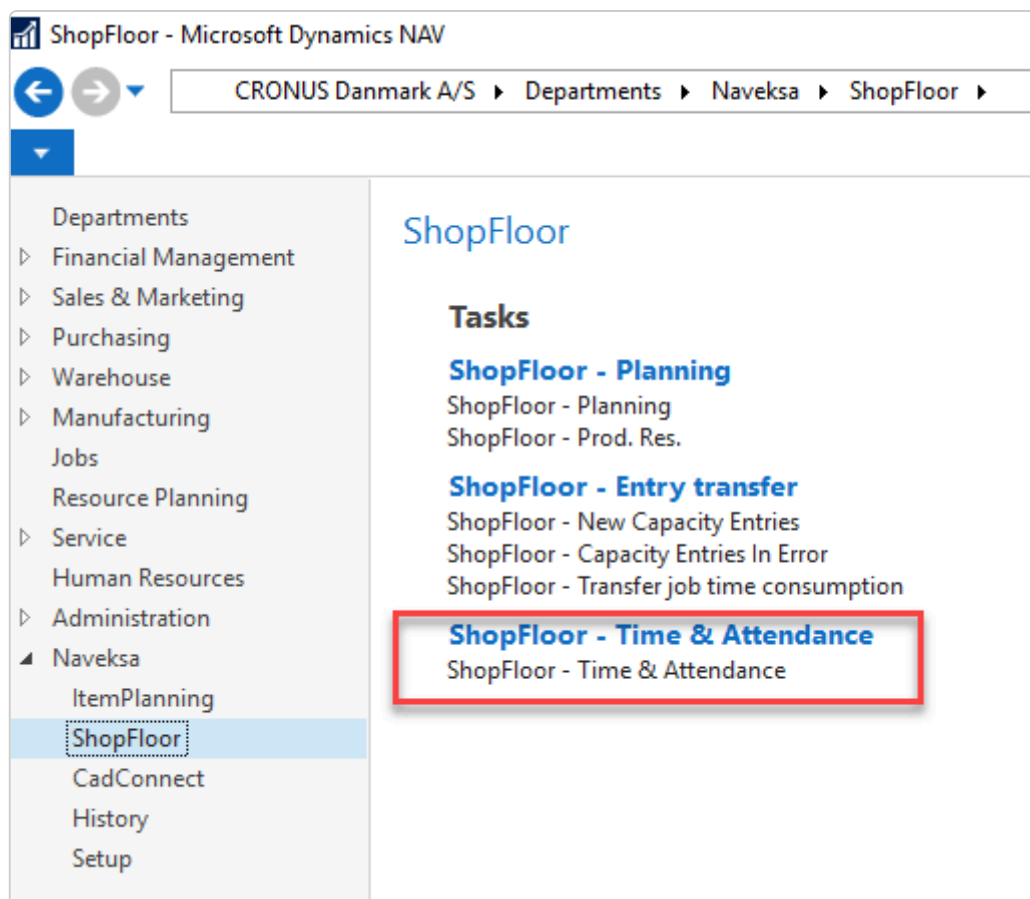 ShopFloor - Microsoft Dynamics NAV
CRONUS Danmark A/S Departments Naveksa ShopFloor
Departments
Financial Management
Sales & Marketing
Purchasing
Warehouse
Manufacturing
Jobs
Resource Planning
Service
Human Resources
Administration
Naveksa
ItemPlanning
ShopFloor
CadConnect
History
Setup
ShopFloor
Tasks
ShopFloor - Planning
ShopFloor - Planning
ShopFloor - Prod. Res.
ShopFloor - Entry transfer
ShopFloor - New Capacity Entries
ShopFloor - Capacity Entries In Error
ShopFloor - Transfer job time consumption
ShopFloor - Time & Attendance
ShopFloor - Time & Attendance